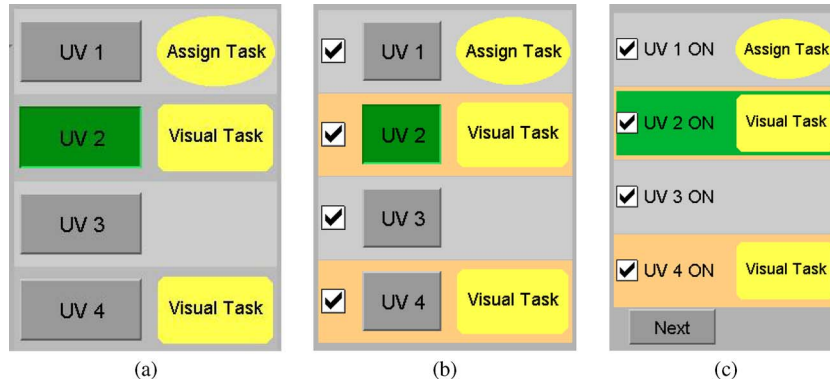 UV 1 Assign Task
UV 2 Visual Task
UV 3
UV 4 Visual Task
(a)
UV 1 Assign Task
UV 2 Visual Task
UV 3
UV 4 Visual Task
(b)
UV 1 ON Assign Task
UV 2 ON Visual Task
UV 3 ON
UV 4 ON Visual Task
Next
(c)